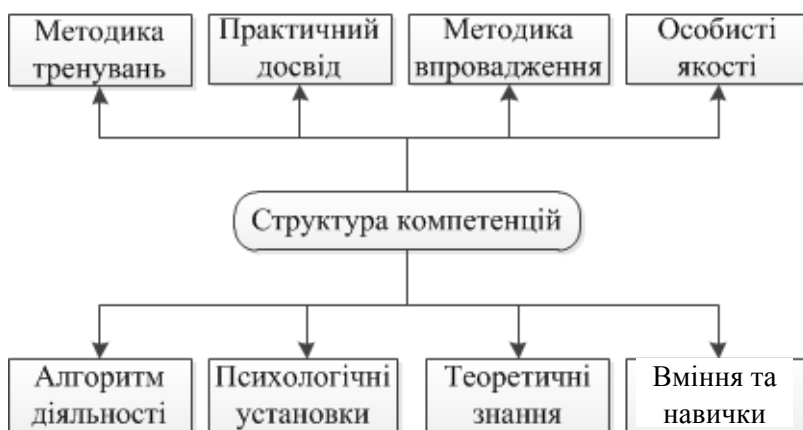 Методика
тренувань
Практичний
досвід
Методика
впровадження
Особисті
якості
Структура компетенцій
Алгоритм
діяльності
Психологічні
установки
Теоретичні
знання
Вміння та
навички